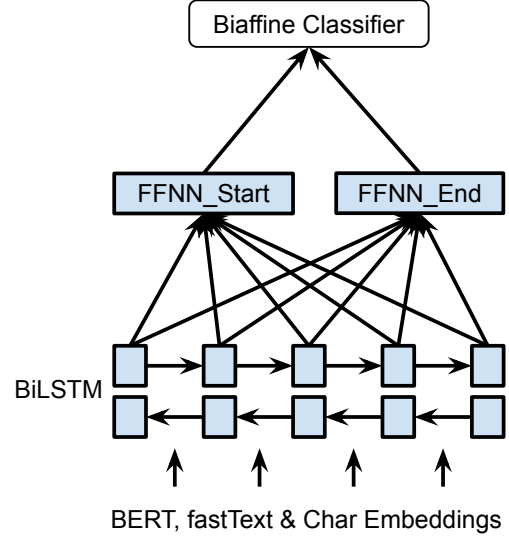 Biaffine Classifier
FFNN_Start
FFNN_End
BiLSTM
BERT, fastText & Char Embeddings